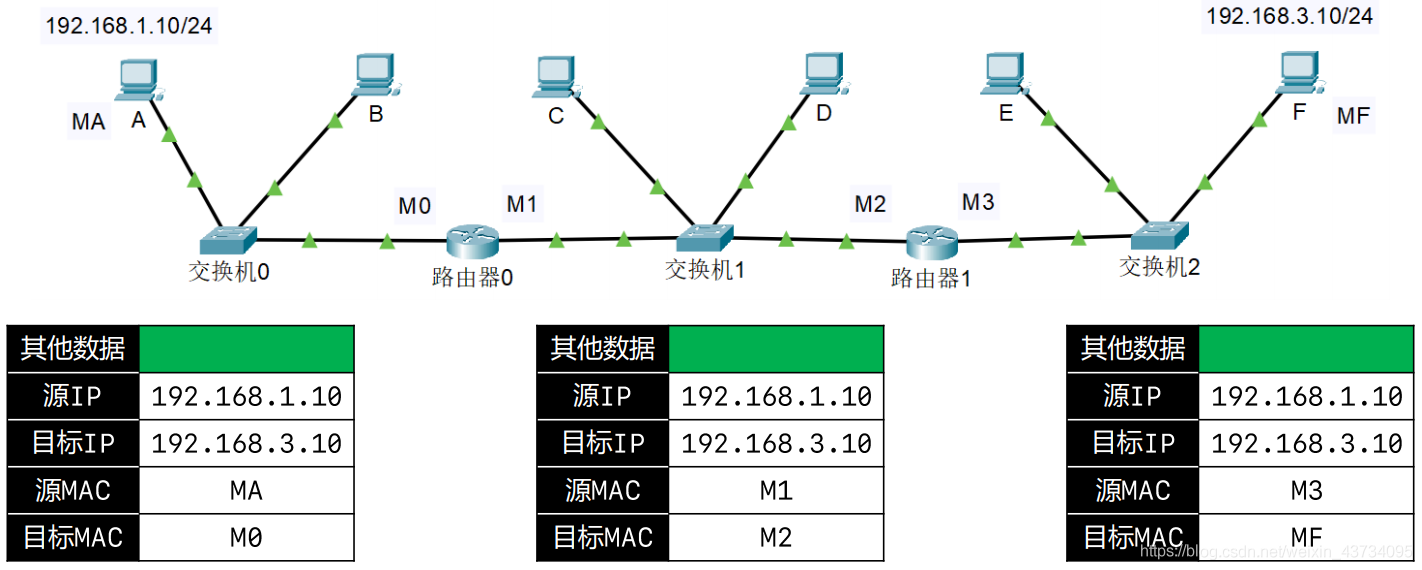 192.168.1.10/24
192.168.3.10/24
MA
A
B
C
D
E
F
MF
M0
M1
M2
M3
交换机0
路由器0
交换机1
路由器1
交换机2
其他数据
源IP 192.168.1.10
目标IP 192.168.3.10
源MAC MA
目标MAC M0
其他数据
源IP 192.168.1.10
目标IP 192.168.3.10
源MAC M1
目标MAC M2
其他数据
源IP 192.168.1.10
目标IP 192.168.3.10
源MAC M3
目标MAC MF
https://blog.csdn.net/weixin_43734095